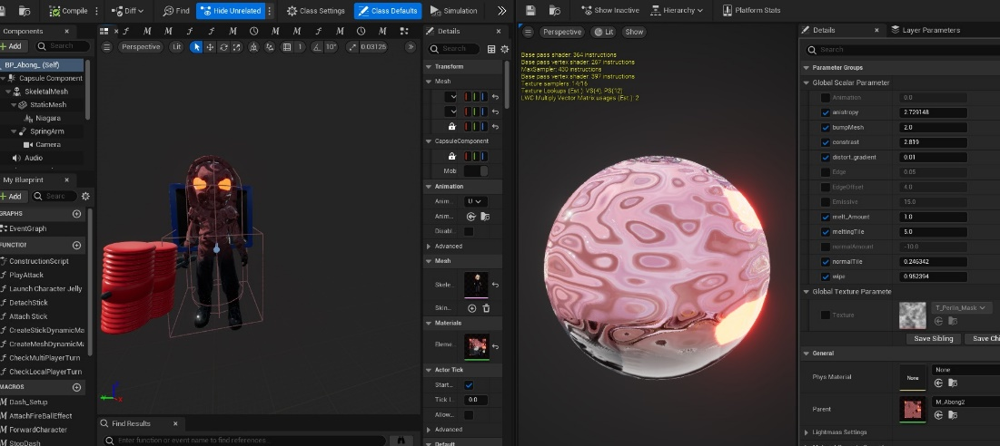 Compile
Diff
Find
Hide Unrelated
Class Settings
Class Defaults
Simulation
Show Inactive
Hierarchy
Platform Stats
Components
Add
Search
BP_Abong_ (Self)
Capsule Component
SkeletalMesh
StaticMesh
Niagara
SpringArm
Camera
Audio
My Blueprint
Add
Searc
GRAPHS
EventGraph
FUNCTION
ConstructionScript
PlayAttack
Launch Character Jelly
DetachStick
Attach Stick
CreateStickDynamicMa
CreateMeshDynamicMa
CheckMultiPlayerTurn
CheckLocalPlayerTurn
MACROS
Dash_Setup
AttachFireBallEffect
ForwardCharacter
StopDash
Perspective
Lit
1
10°
0.03125
Find Results
Enter function or event name to find references...
Details
Search
Transform
Mesh
CapsuleComponent
Mob
Animation
Anim...
U
Anim...
Disabl...
Advanced
Mesh
Skele...
Skin...
Materials
Eleme...
Actor Tick
Start...
Tick I...
0.0
Allow...
Advanced
Default
Perspective
Lit
Show
Base pass shader: 364 instructions
Base pass vertex shader: 267 instructions
MaxSampler: 430 instructions
Base pass vertex shader: 397 instructions
Texture samplers: 14/16
Texture Lookups (Est.): VS(4), PS(12)
LWC Multiply Vector Matrix usages (Est.): 2
Details
Layer Parameters
Search
Parameter Groups
Global Scalar Parameter
Animation 0.0
anistropy 2.729148
bumpMesh 2.0
constrast 2.819
distort_gradient 0.01
Edge 0.05
EdgeOffset 4.0
Emissive 15.0
melt_Amount 1.0
meltingTile 5.0
normalAmount -10.0
normalTile 0.246342
wipe 0.952394
Global Texture Paramete
Texture
T_Perlin_Mask
Save Sibling
Save Chi
General
Phys Material
None
None
Parent
M_Abong2
Lightmass Settings